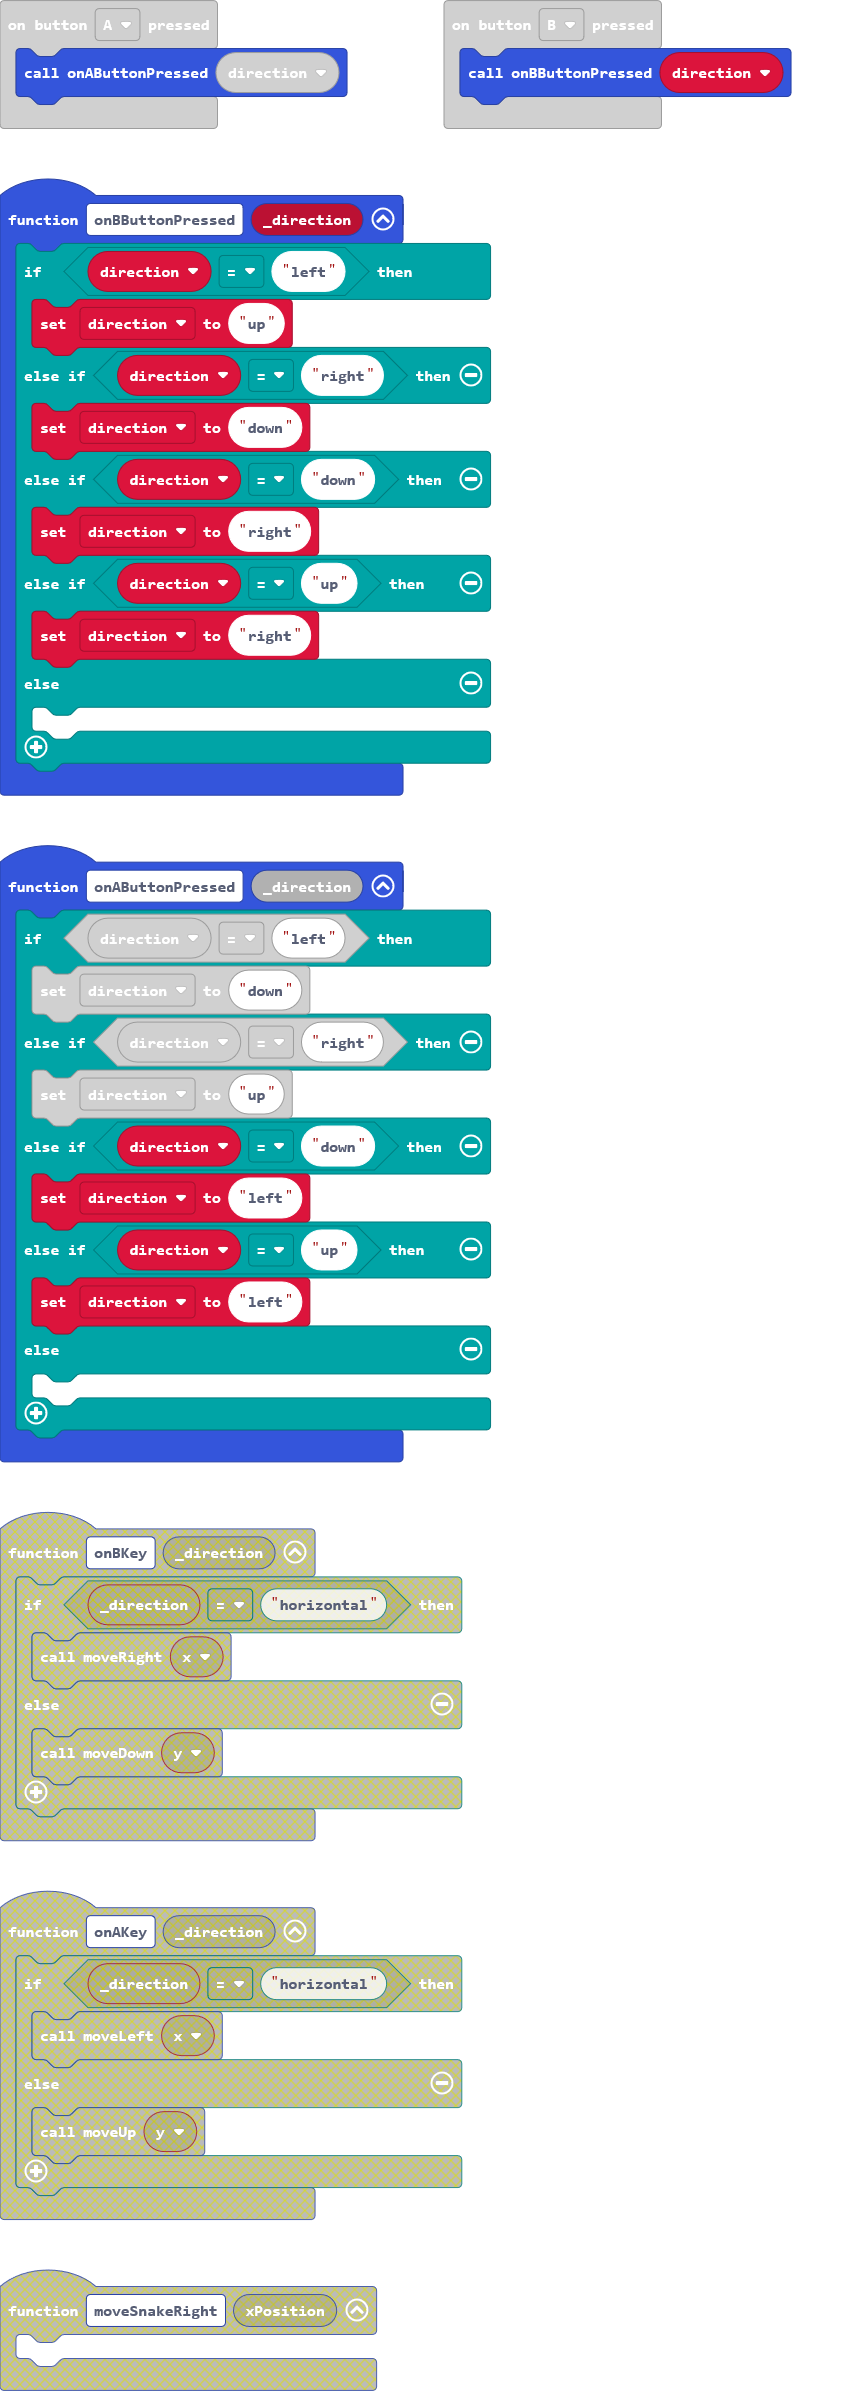 on button A pressed
call onAButtonPressed direction
on button B pressed
call onBButtonPressed direction
function onBButtonPressed _direction
if direction = "left" then
set direction to "up"
else if direction = "right" then
set direction to "down"
else if direction = "down" then
set direction to "right"
else if direction = "up" then
set direction to "right"
else
function onAButtonPressed _direction
if direction = "left" then
set direction to "down"
else if direction = "right" then
set direction to "up"
else if direction = "down" then
set direction to "left"
else if direction = "up" then
set direction to "left"
else
function onBKey _direction
if _direction = "horizontal" then
call moveRight x
else
call moveDown y
function onAKey _direction
if _direction = "horizontal" then
call moveLeft x
else
call moveUp y
function moveSnakeRight xPosition